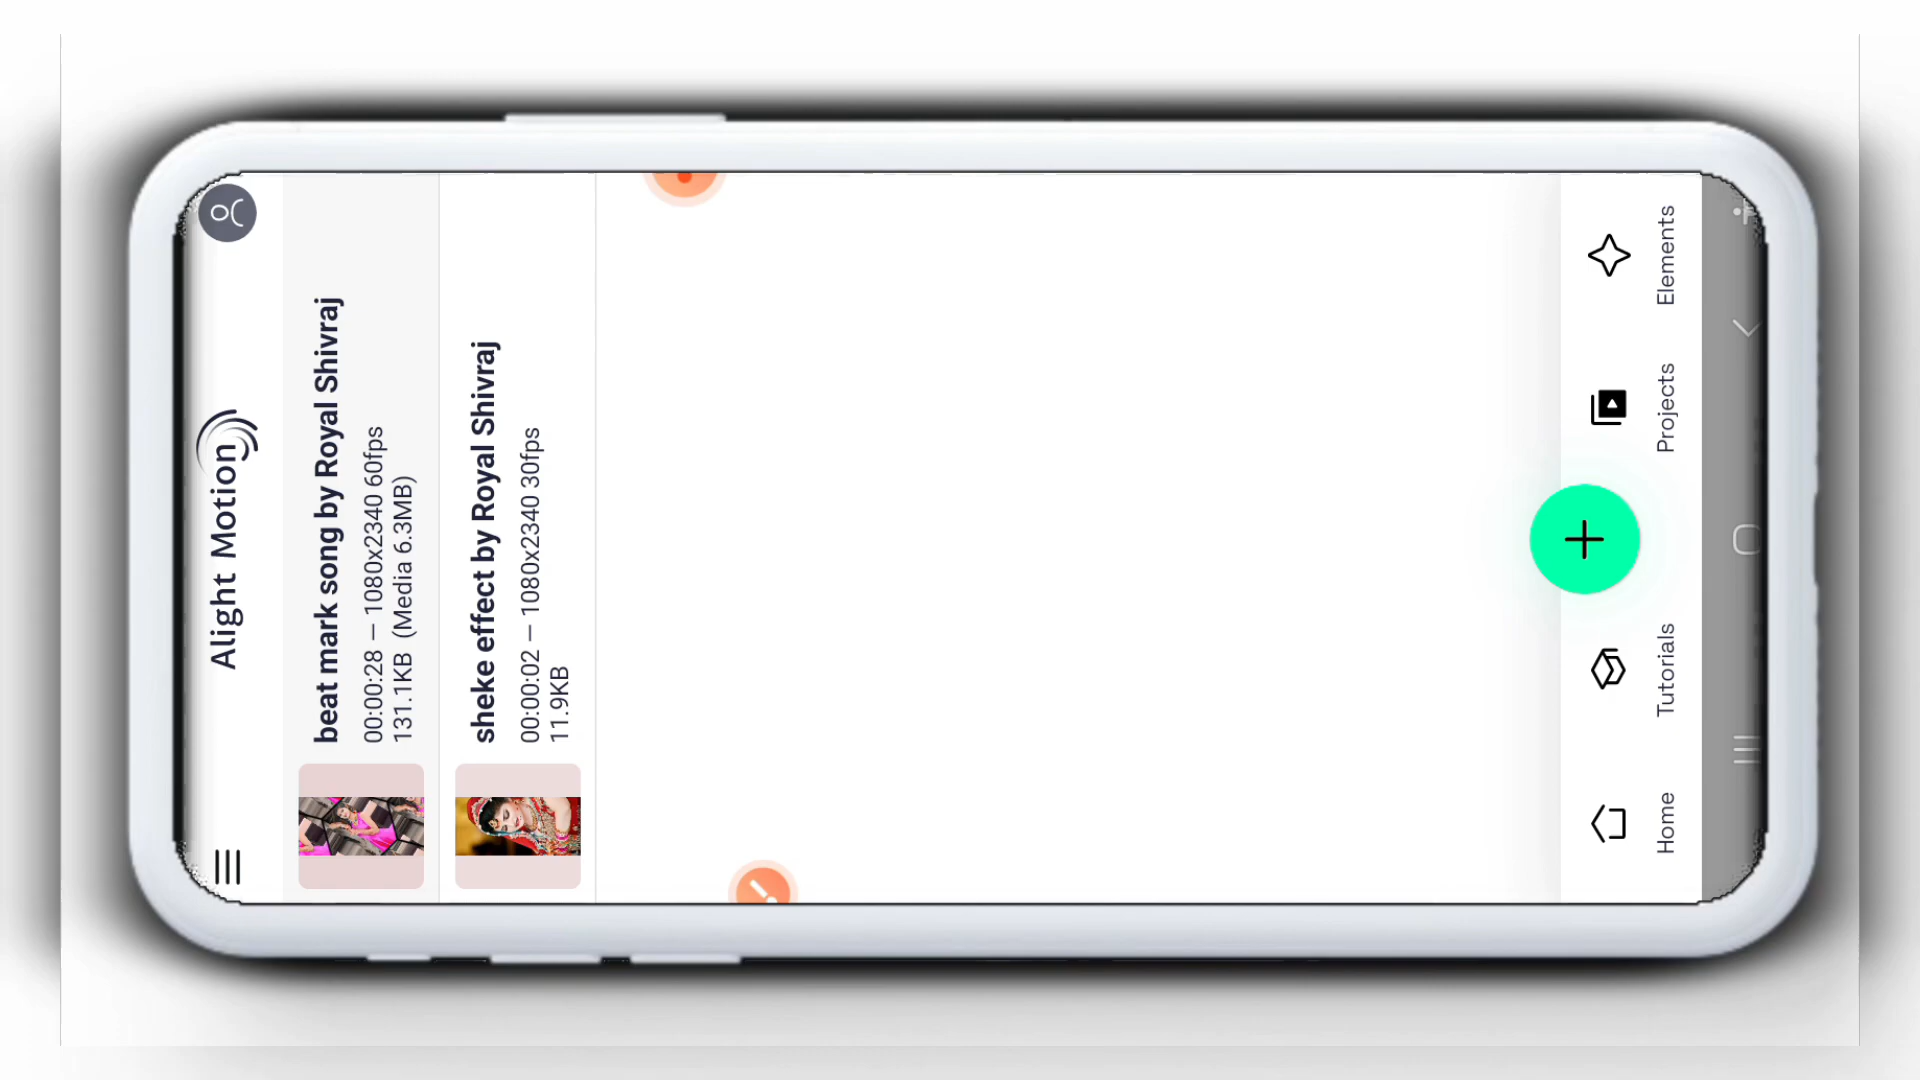 Alight Motion
beat mark song by Royal Shivraj
00:00:28 — 1080x2340 60fps
131.1KB (Media 6.3MB)
sheke effect by Royal Shivraj
00:00:02 — 1080x2340 30fps
11.9KB
Home
Tutorials
Projects
Elements